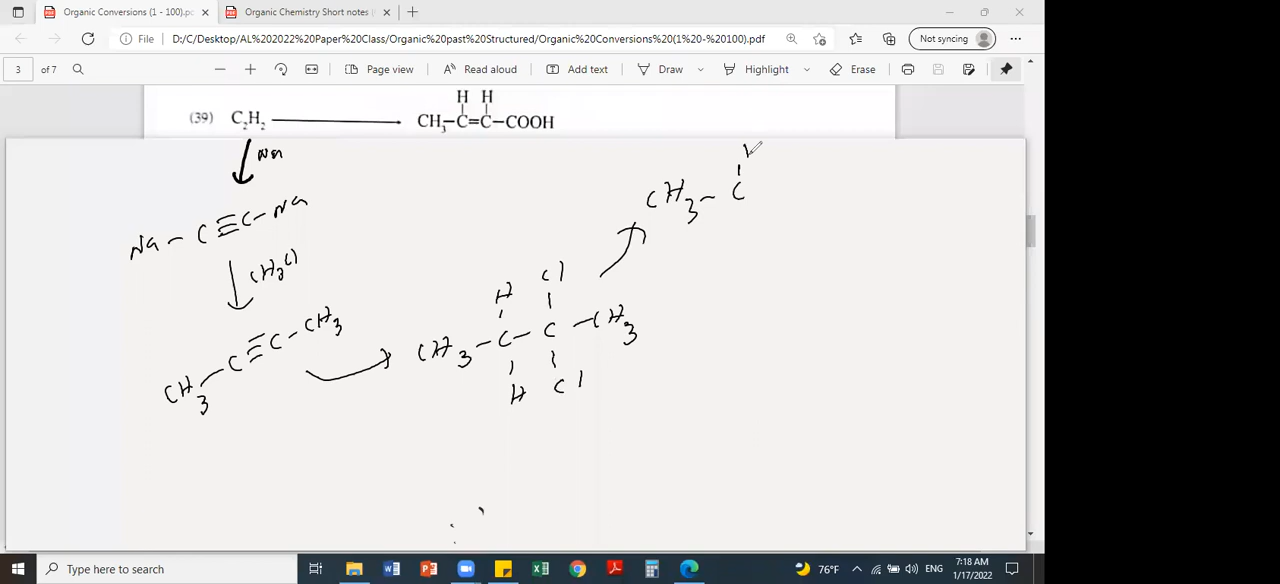 Organic Conversions (1 - 100).pc
Organic Chemistry Short notes (
File
D:/C/Desktop/AL%202022%20Paper%20Class/Organic%20past%20Structured/Organic%20Conversions%20(1%20-%20100).pdf
Not syncing
3 of 7
Page view
Read aloud
Add text
Draw
Highlight
Erase
H H
(39) C₂H₂ CH₃–C=C–COOH
Na
CH₃–C
Na–C≡C–Na
CH₃Cl
H Cl
CH₃–C≡C–CH₃
CH₃–C–C–CH₃
H Cl
Type here to search
76°F
ENG
7:18 AM
1/17/2022